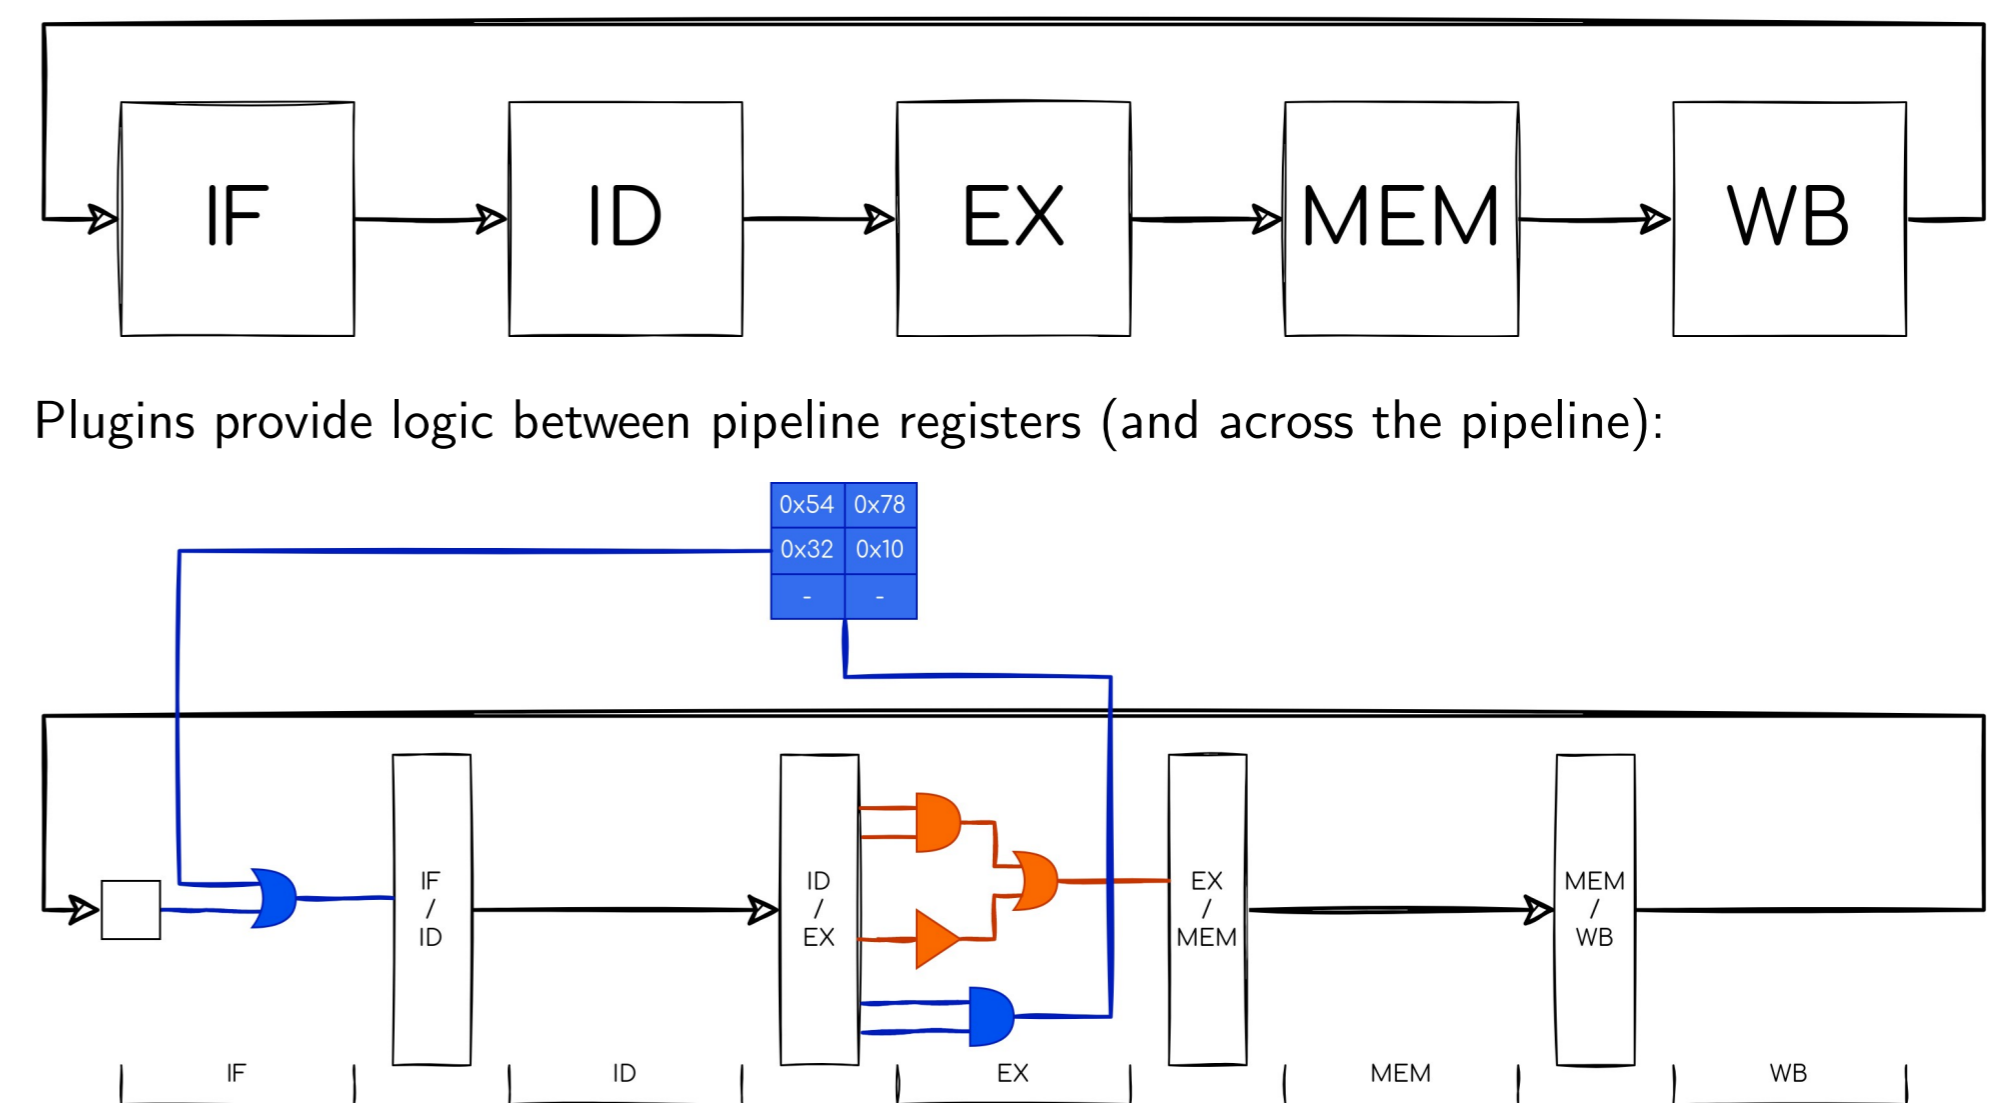 IF ID EX MEM WB
Plugins provide logic between pipeline registers (and across the pipeline):
0x54 0x78
0x32 0x10
- -
IF
/
ID
ID
/
EX
EX
/
MEM
MEM
/
WB
IF ID EX MEM WB